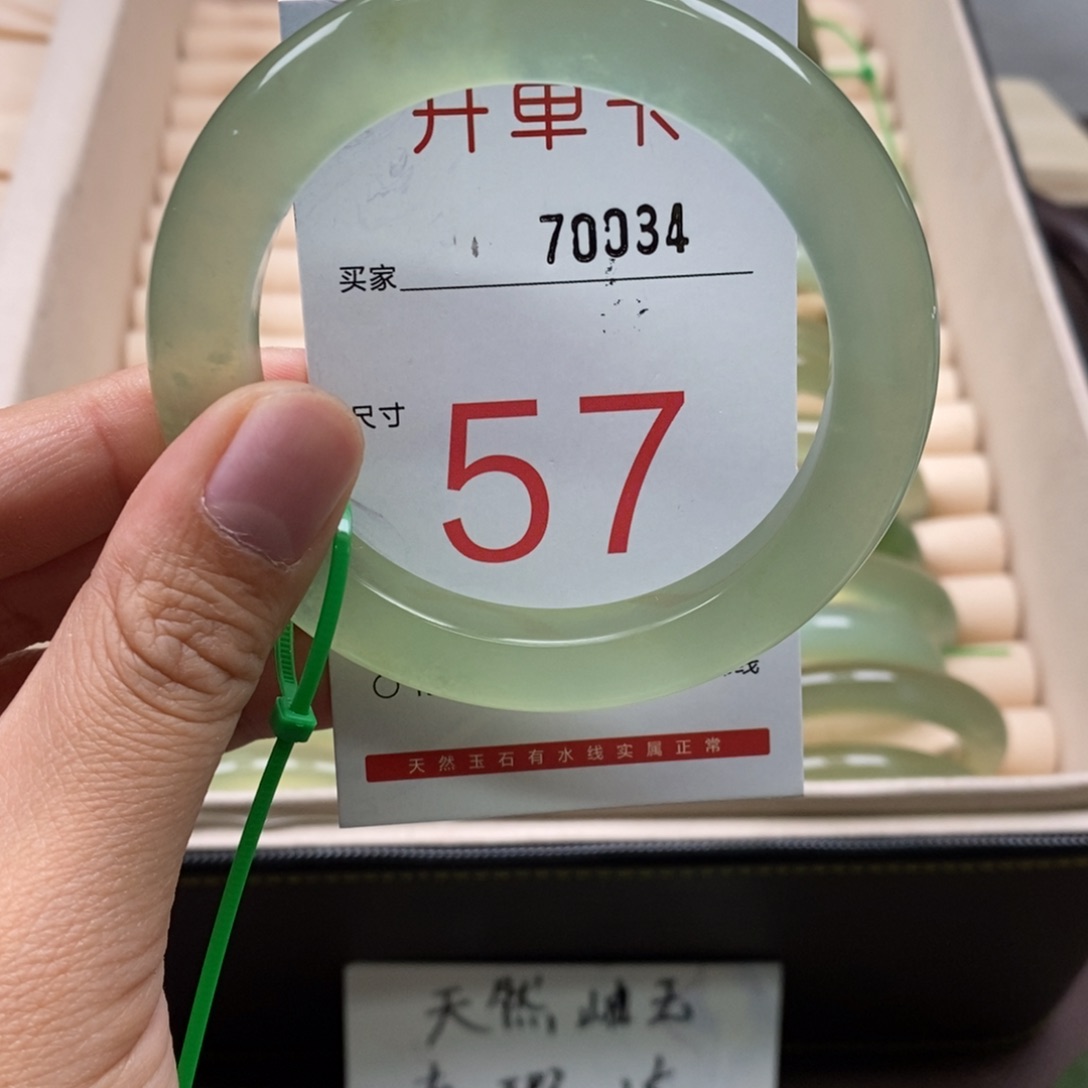 开单卡
70034
买家
尺寸
57
天然玉石有水线实属正常
天然岫玉